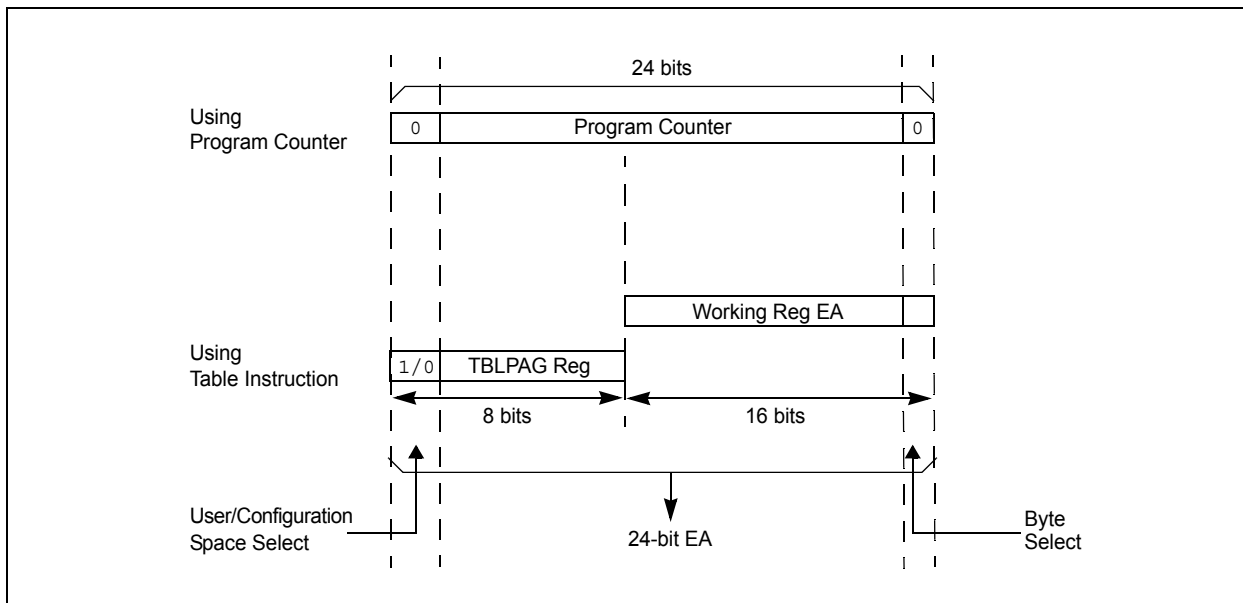 24 bits
Using
Program Counter
0
Program Counter
0
Working Reg EA
Using
Table Instruction
1/0
TBLPAG Reg
8 bits
16 bits
User/Configuration
Space Select
24-bit EA
Byte
Select